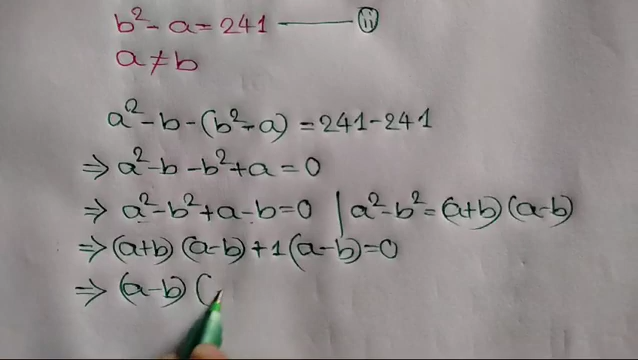 b² - a = 241 —— ⓘⓘ
a ≠ b
a² - b - (b² - a) = 241 - 241
⇒ a² - b - b² + a = 0
⇒ a² - b² + a - b = 0 | a² - b² = (a+b) (a-b)
⇒ (a+b) (a-b) + 1 (a-b) = 0
⇒ (a-b) (